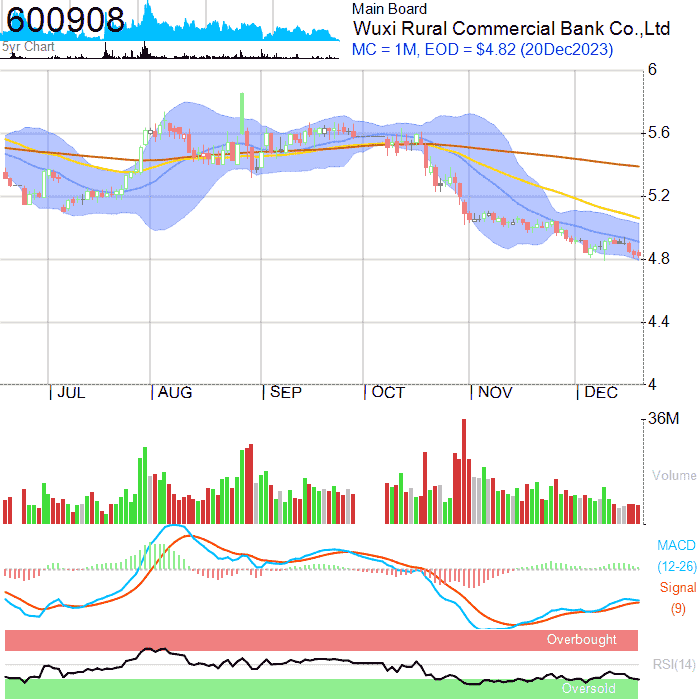 600908
5yr Chart
Main Board
Wuxi Rural Commercial Bank Co.,Ltd
MC = 1M, EOD = $4.82 (20Dec2023)
6
5.6
5.2
4.8
4.4
4
JUL AUG SEP OCT NOV DEC
36M
Volume
MACD
(12-26)
Signal
(9)
Overbought
RSI(14)
Oversold